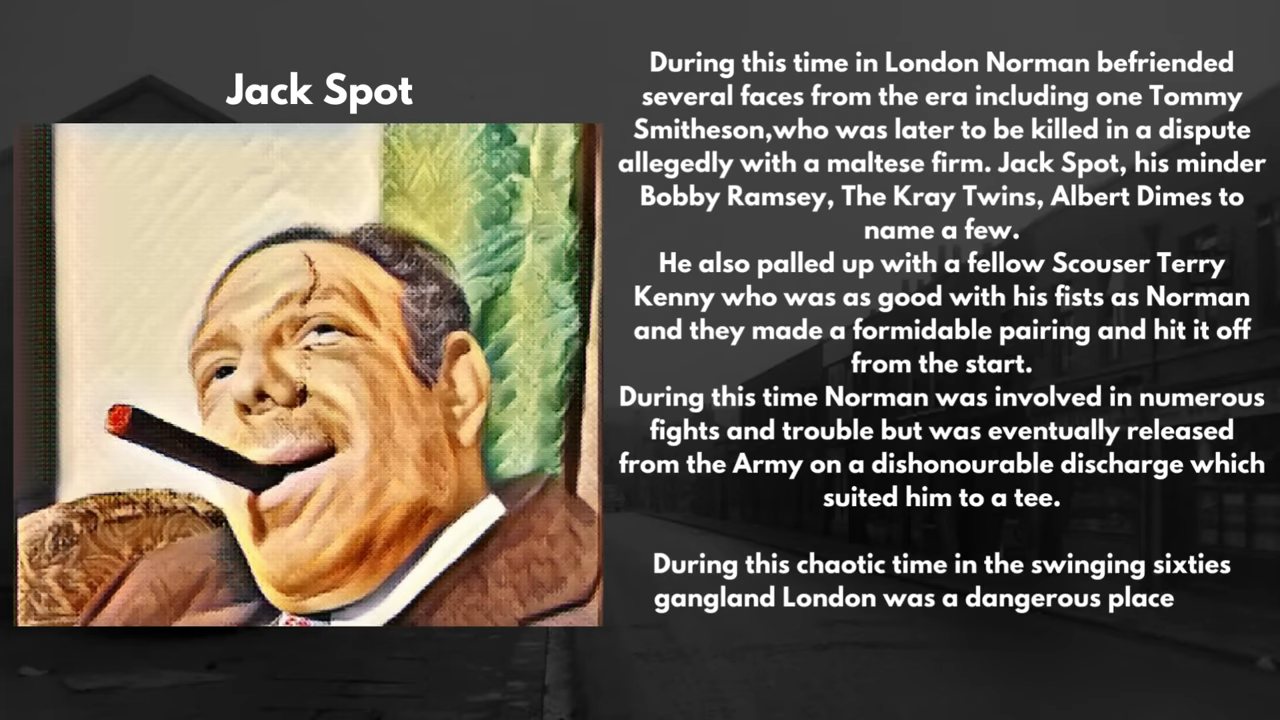 Jack Spot
During this time in London Norman befriended
several faces from the era including one Tommy
Smitheson,who was later to be killed in a dispute
allegedly with a maltese firm. Jack Spot, his minder
Bobby Ramsey, The Kray Twins, Albert Dimes to
name a few.
He also palled up with a fellow Scouser Terry
Kenny who was as good with his fists as Norman
and they made a formidable pairing and hit it off
from the start.
During this time Norman was involved in numerous
fights and trouble but was eventually released
from the Army on a dishonourable discharge which
suited him to a tee.
During this chaotic time in the swinging sixties
gangland London was a dangerous place